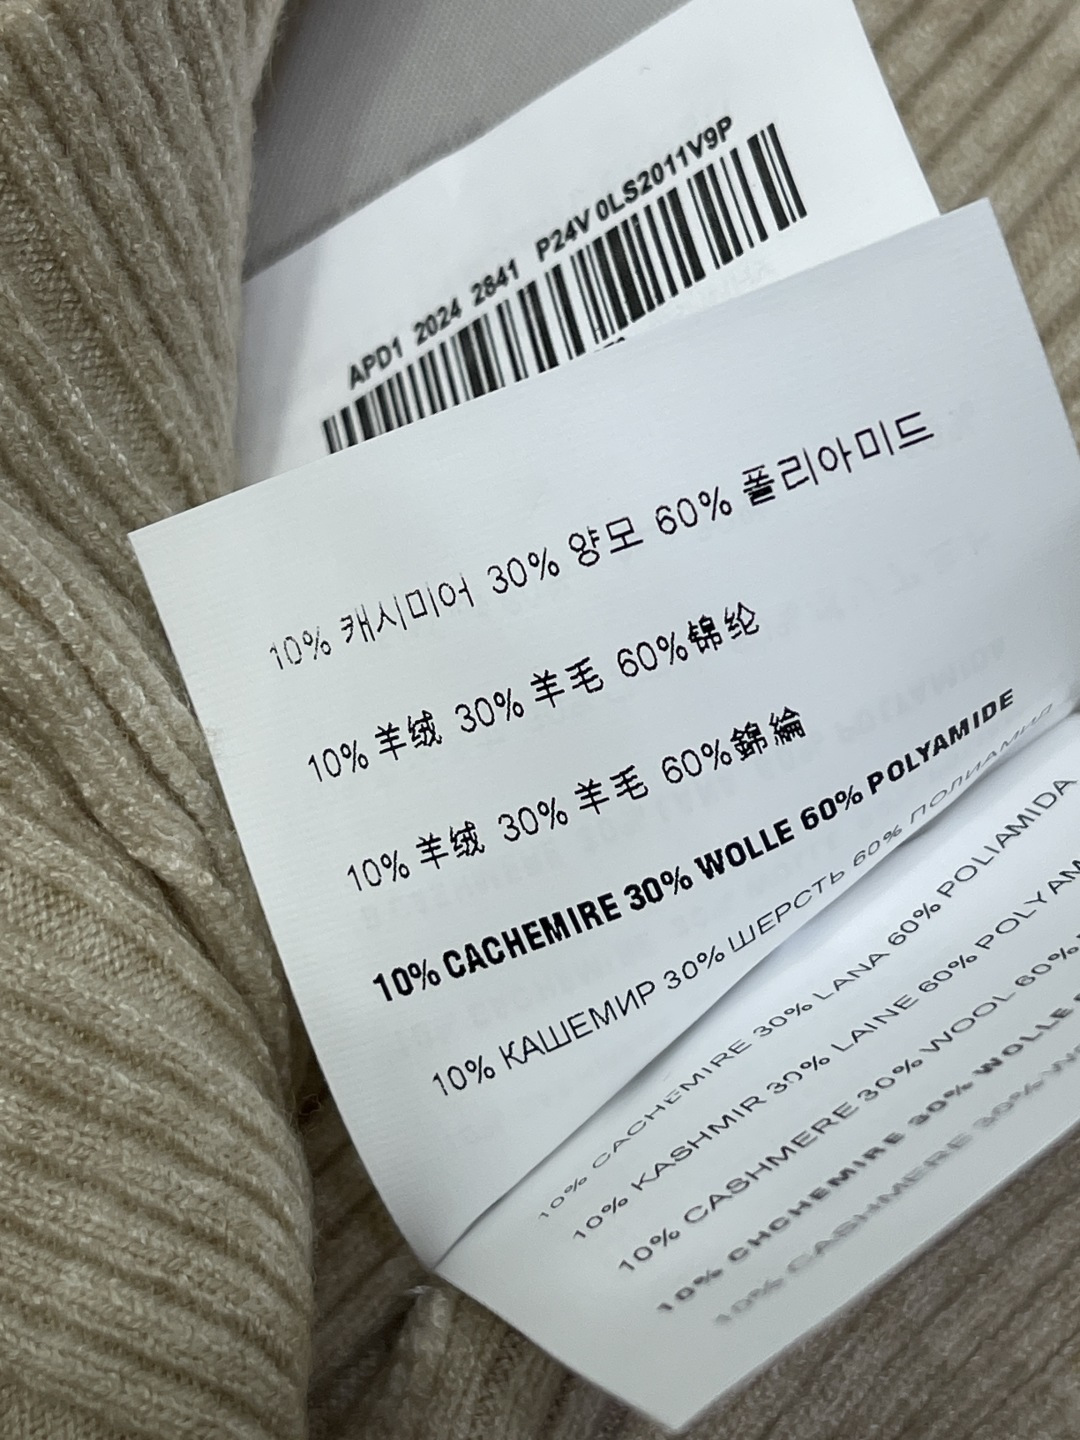 APD1 2024 2841 P24V 0LS2011V9P
10% 캐시미어 30% 양모 60% 폴리아미드
10% 羊绒 30% 羊毛 60%锦纶
10% 羊绒 30% 羊毛 60%錦綸
10% CACHEMIRE 30% WOLLE 60% POLYAMIDE
10% КАШЕМИР 30% ШЕРСТЬ 60% ПОЛИАМИД
10% CACHEMIRE 30% LANA 60% POLIAMIDA
10% KASHMIR 30% LAINE 60%
10% CASHMERE 30% WOOL 60%
10% CHCHEMIRE 30% WOLLE
10% CASHMERE 30%